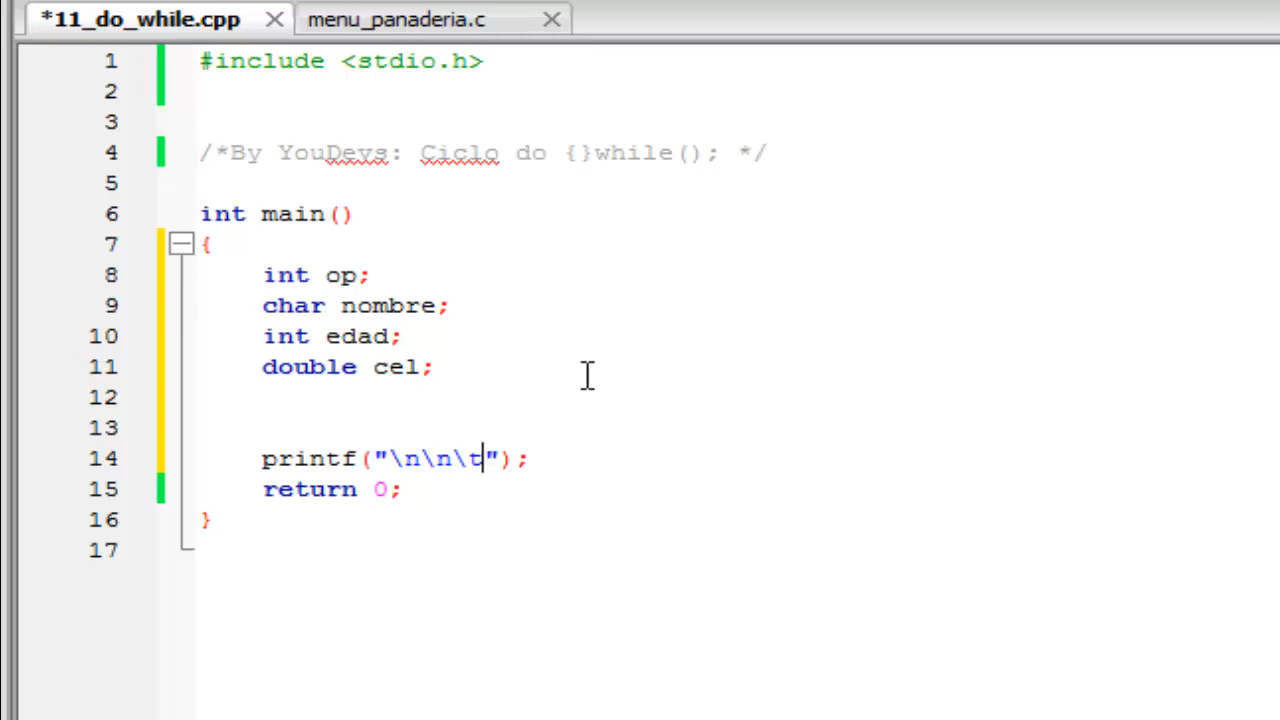 *11_do_while.cpp menu_panaderia.c
1 #include <stdio.h>
2
3
4 /*By YouDevs: Ciclo do {}while(); */
5
6 int main()
7 {
8 int op;
9 char nombre;
10 int edad;
11 double cel;
12
13
14 printf("\n\n\t");
15 return 0;
16 }
17